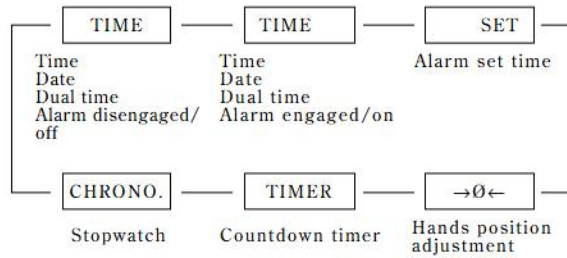 TIME
TIME
SET
Time
Date
Dual time
Alarm disengaged/
off
Time
Date
Dual time
Alarm engaged/on
Alarm set time
CHRONO.
TIMER
→Ø←
Stopwatch
Countdown timer
Hands position
adjustment